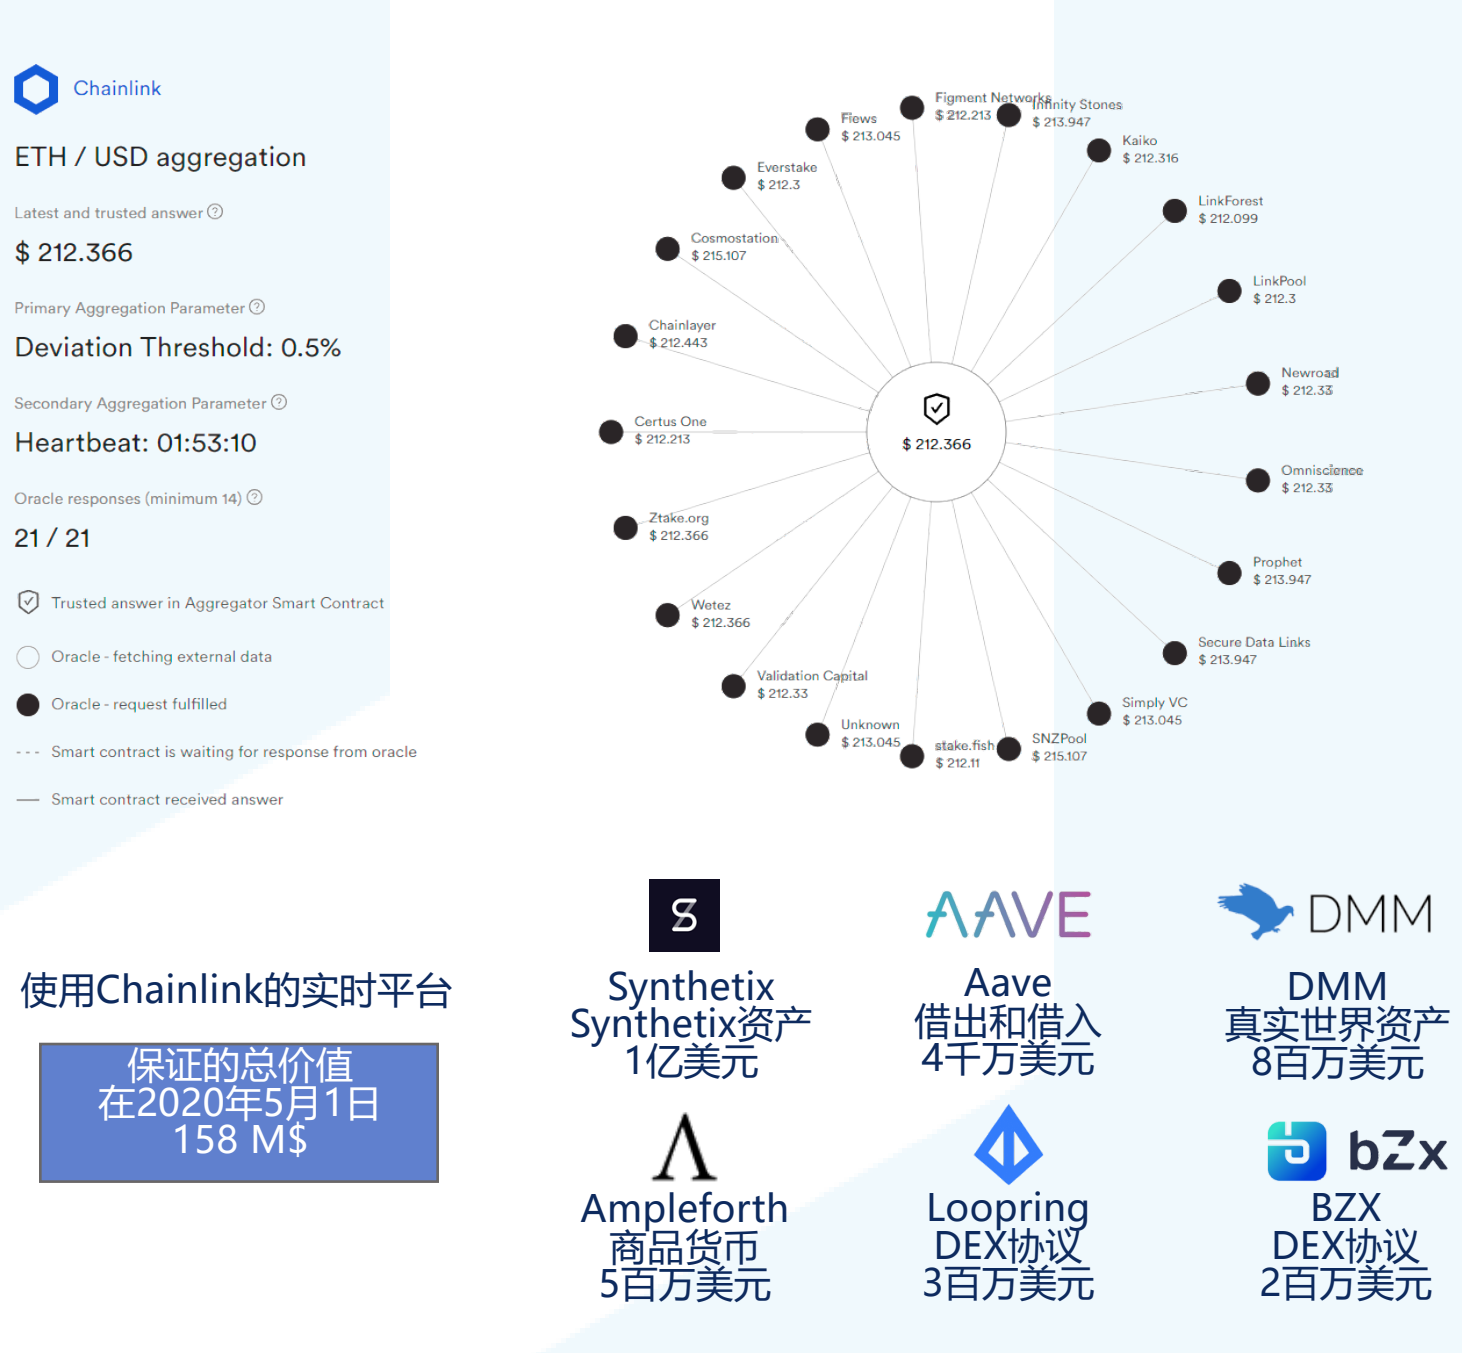 Chainlink
ETH / USD aggregation
Latest and trusted answer ?
$ 212.366
Primary Aggregation Parameter ?
Deviation Threshold: 0.5%
Secondary Aggregation Parameter ?
Heartbeat: 01:53:10
Oracle responses (minimum 14) ?
21 / 21
Trusted answer in Aggregator Smart Contract
Oracle - fetching external data
Oracle - request fulfilled
Smart contract is waiting for response from oracle
Smart contract received answer
Figment Networks
$ 212.213
Infinity Stones
$ 213.947
Kaiko
$ 212.316
LinkForest
$ 212.099
LinkPool
$ 212.3
Newroad
$ 212.33
Omniscience
$ 212.33
Prophet
$ 213.947
Secure Data Links
$ 213.947
Simply VC
$ 213.045
SNZPool
$ 215.107
stake.fish
$ 212.11
Unknown
$ 213.045
Validation Capital
$ 212.33
Wetez
$ 212.366
Ztake.org
$ 212.366
Certus One
$ 212.213
Chainlayer
$ 212.443
Cosmostation
$ 215.107
Everstake
$ 212.3
Fiews
$ 213.045
$ 212.366
使用Chainlink的实时平台
保证的总价值
在2020年5月1日
158 M$
Synthetix
Synthetix资产
1亿美元
AAVE
Aave
借出和借入
4千万美元
DMM
DMM
真实世界资产
8百万美元
Ampleforth
商品货币
5百万美元
Loopring
DEX协议
3百万美元
bZx
BZX
DEX协议
2百万美元